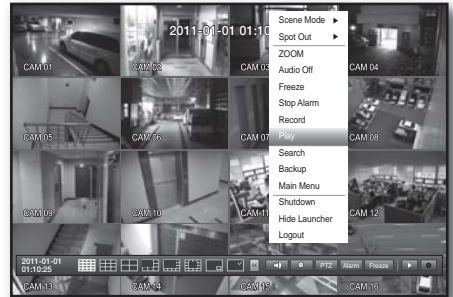 2011-01-01 01:10
Scene Mode
Spot Out
ZOOM
Audio Off
Freeze
Stop Alarm
Record
Play
Search
Backup
Main Menu
Shutdown
Hide Launcher
Logout
CAM 01
CAM 02
CAM 03
CAM 04
CAM 05
CAM 06
CAM 07
CAM 08
CAM 09
CAM 10
CAM 11
CAM 12
2011-01-01
01:10:25
PTZ Alarm Freeze
CAM 13
CAM 14
CAM 15
CAM 16